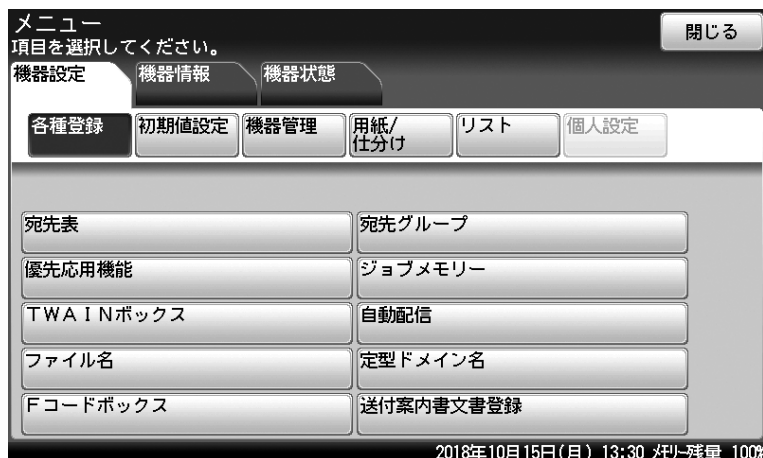 メニュー
項目を選択してください。
閉じる
機器設定
機器情報
機器状態
各種登録
初期値設定
機器管理
用紙/
仕分け
リスト
個人設定
宛先表
宛先グループ
優先応用機能
ジョブメモリー
TWAINボックス
自動配信
ファイル名
定型ドメイン名
Fコードボックス
送付案内書文書登録
2018年10月15日(月) 13:30 メモリー残量 100%